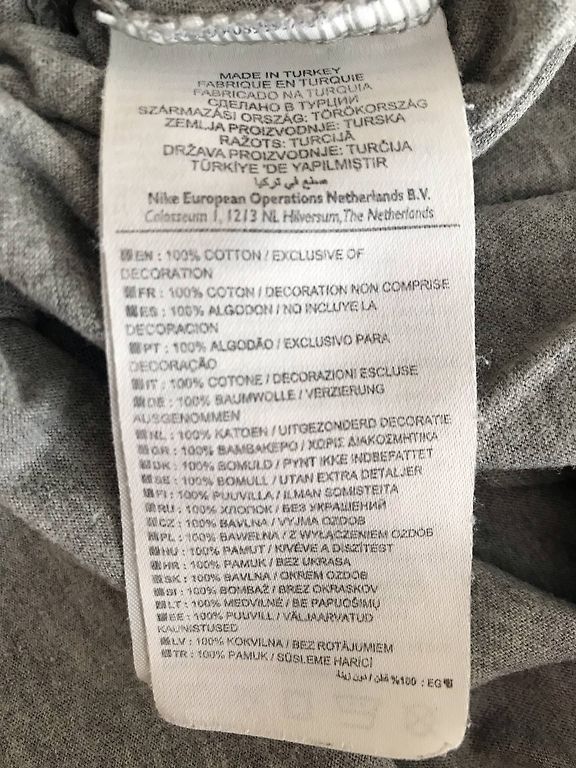 MADE IN TURKEY
FABRIQUE EN TURQUIE
FABRICADO NA TURQUIA
СДЕЛАНО В ТУРЦИИ
SZÁRMAZÁSI ORSZÁG: TÖRÖKORSZÁG
ZEMLJA PROIZVODNJE: TURSKA
RAŽOTS: TURCIJĀ
DRŽAVA PROIZVODNJE: TURČIJA
TÜRKİYE 'DE YAPILMIŞTIR
صنع في تركيا
Nike European Operations Netherlands B.V.
Colosseum 1, 1213 NL Hilversum, The Netherlands
EN : 100% COTTON / EXCLUSIVE OF
DECORATION
FR : 100% COTON / DECORATION NON COMPRISE
ES : 100% ALGODON / NO INCLUYE LA
DECORACION
PT : 100% ALGODÃO / EXCLUSIVO PARA
DECORAÇÃO
IT : 100% COTONE / DECORAZIONI ESCLUSE
DE : 100% BAUMWOLLE / VERZIERUNG
AUSGENOMMEN
NL : 100% KATOEN / UITGEZONDERD DECORATIE
GR : 100% ΒΑΜΒΑΚΕΡΟ / ΧΩΡΙΣ ΔΙΑΚΟΣΜΗΤΙΚΑ
DK : 100% BOMULD / PYNT IKKE INDBEFATTET
SE : 100% BOMULL / UTAN EXTRA DETALJER
FI : 100% PUUVILLA / ILMAN SOMISTEITA
RU : 100% ХЛОПОК / БЕЗ УКРАШЕНИЙ
CZ : 100% BAVLNA / VYJMA OZDOB
PL : 100% BAWEŁNA / Z WYŁĄCZENIEM OZDÓB
HU : 100% PAMUT / KIVÉVE A DÍSZÍTÉST
HR : 100% PAMUK / BEZ UKRASA
SK : 100% BAVLNA / OKREM OZDÔB
SI : 100% BOMBAŽ / BREZ OKRASKOV
LT : 100% MEDVILNĖ / BE PAPUOŠIMŲ
EE : 100% PUUVILL / VÄLJAARVATUD
KAUNISTUSED
LV : 100% KOKVILNA / BEZ ROTĀJUMIEM
TR : 100% PAMUK / SÜSLEME HARİCİ
EG : %100 قطن / دون زينة